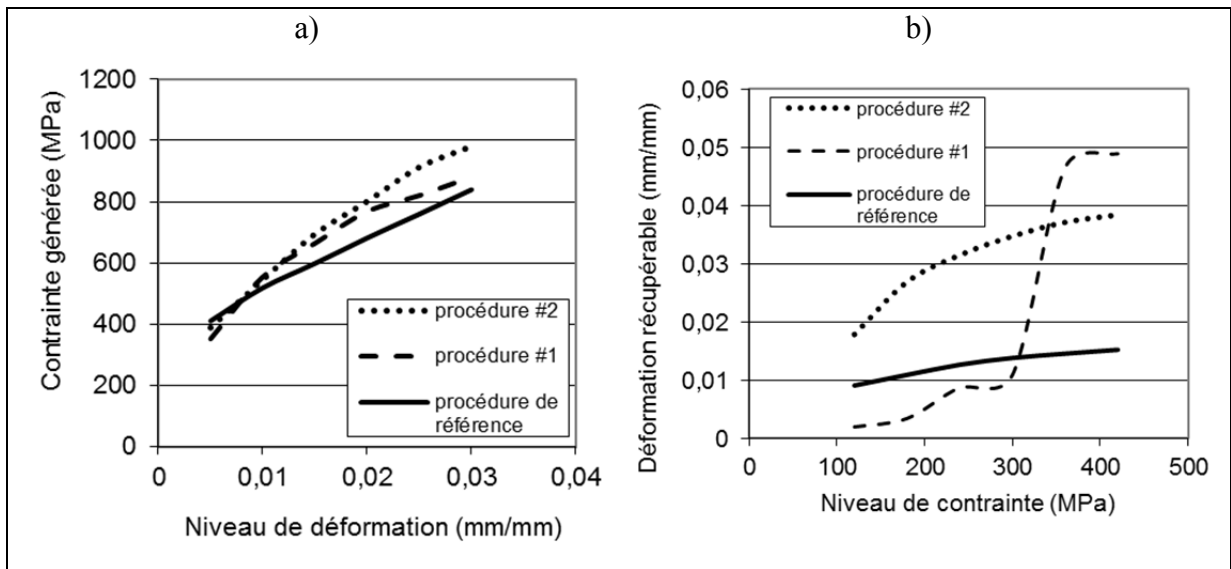 a)
Contrainte générée (MPa)
1200
1000
800
600
400
200
0
procédure #2
procédure #1
procédure de
référence
0
0,01
0,02
0,03
0,04
Niveau de déformation (mm/mm)
b)
Déformation récupérable (mm/mm)
0,06
0,05
0,04
0,03
0,02
0,01
0
procédure #2
procédure #1
procédure de
référence
0
100
200
300
400
500
Niveau de contrainte (MPa)